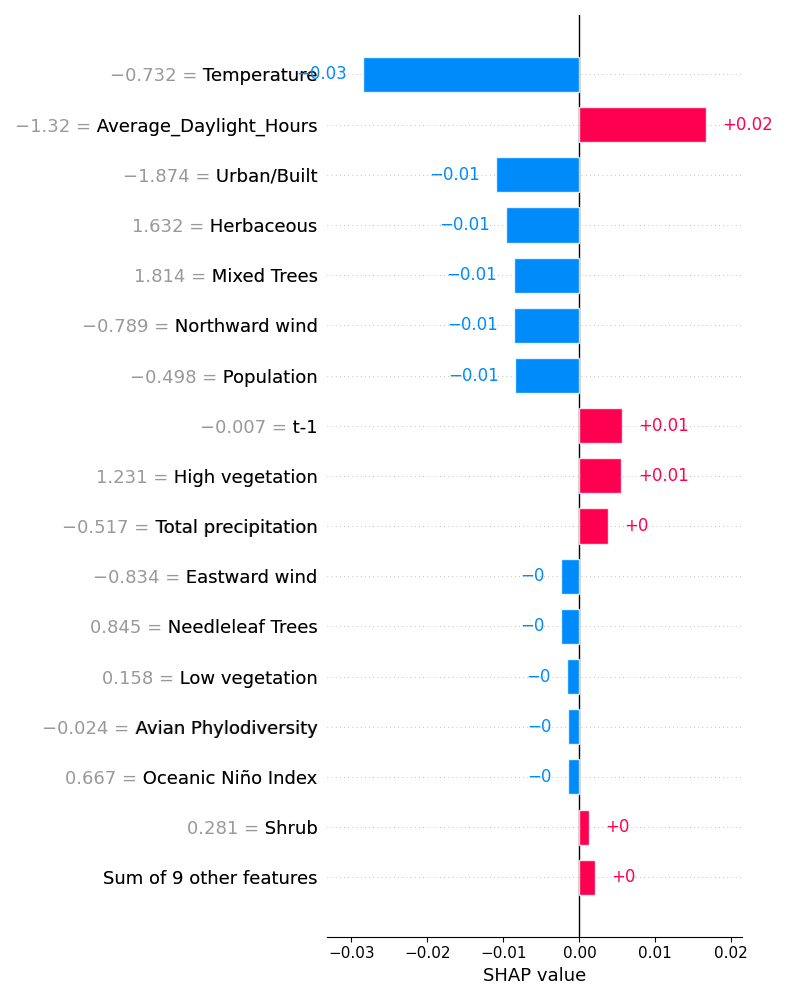 −0.732 = Temperature −0.03
−1.32 = Average_Daylight_Hours +0.02
−1.874 = Urban/Built −0.01
1.632 = Herbaceous −0.01
1.814 = Mixed Trees −0.01
−0.789 = Northward wind −0.01
−0.498 = Population −0.01
−0.007 = t-1 +0.01
1.231 = High vegetation +0.01
−0.517 = Total precipitation +0
−0.834 = Eastward wind −0
0.845 = Needleleaf Trees −0
0.158 = Low vegetation −0
−0.024 = Avian Phylodiversity −0
0.667 = Oceanic Niño Index −0
0.281 = Shrub +0
Sum of 9 other features +0
−0.03 −0.02 −0.01 0.00 0.01 0.02
SHAP value